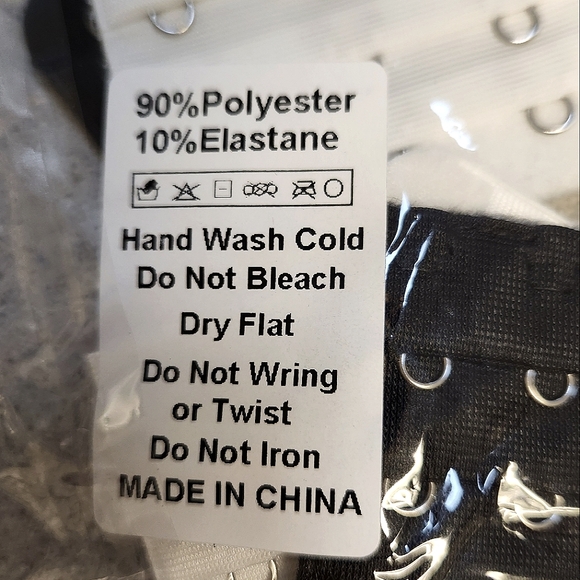 90%Polyester
10%Elastane
Hand Wash Cold
Do Not Bleach
Dry Flat
Do Not Wring
or Twist
Do Not Iron
MADE IN CHINA